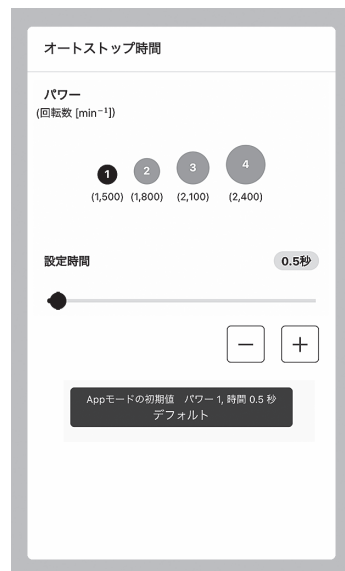 オートストップ時間
パワー
(回転数 [min⁻¹])
1 2 3 4
(1,500) (1,800) (2,100) (2,400)
設定時間 0.5秒
− +
Appモードの初期値 パワー 1, 時間 0.5 秒
デフォルト